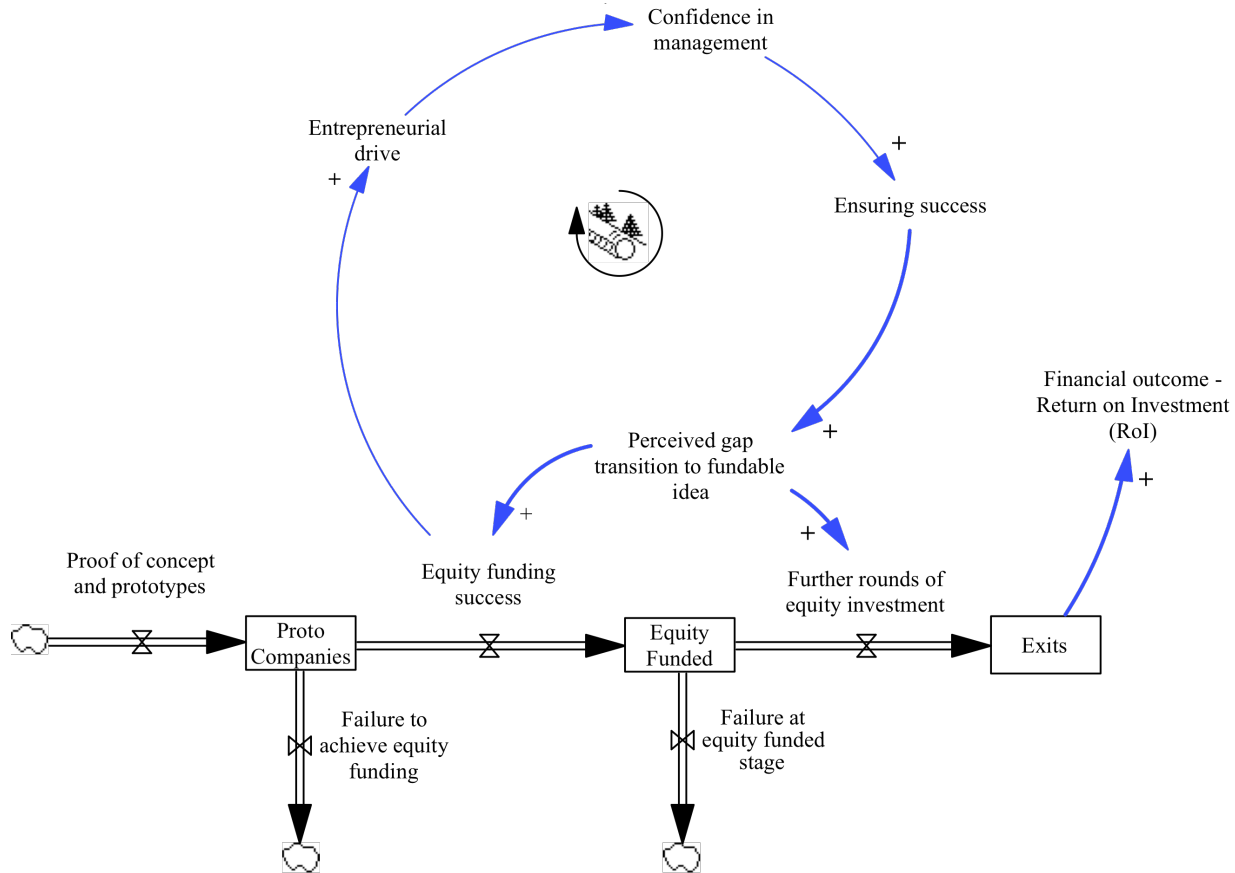 Confidence in
management
Entrepreneurial
drive
+
+
Ensuring success
Financial outcome -
Return on Investment
(RoI)
+
+
Perceived gap
transition to fundable
idea
+
+
Proof of concept
and prototypes
Equity funding
success
Further rounds of
equity investment
Proto
Companies
Equity
Funded
Exits
Failure to
achieve equity
funding
Failure at
equity funded
stage